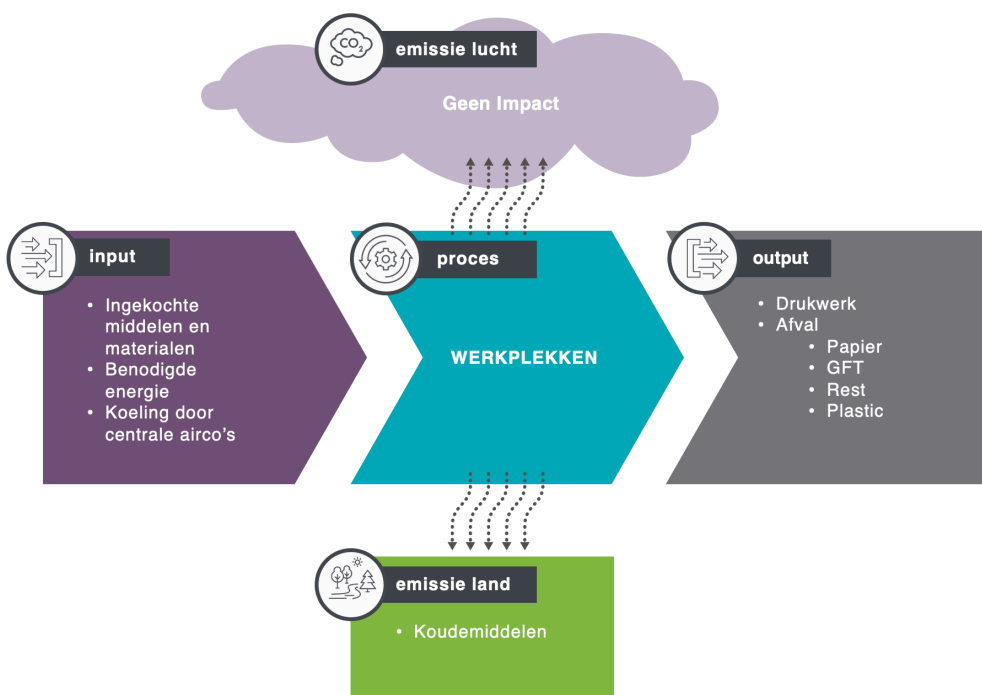 CO2
emissie lucht
Geen Impact
input
• Ingekochte
middelen en
materialen
• Benodigde
energie
• Koeling door
centrale airco's
proces
WERKPLEKKEN
output
• Drukwerk
• Afval
• Papier
• GFT
• Rest
• Plastic
emissie land
• Koudemiddelen